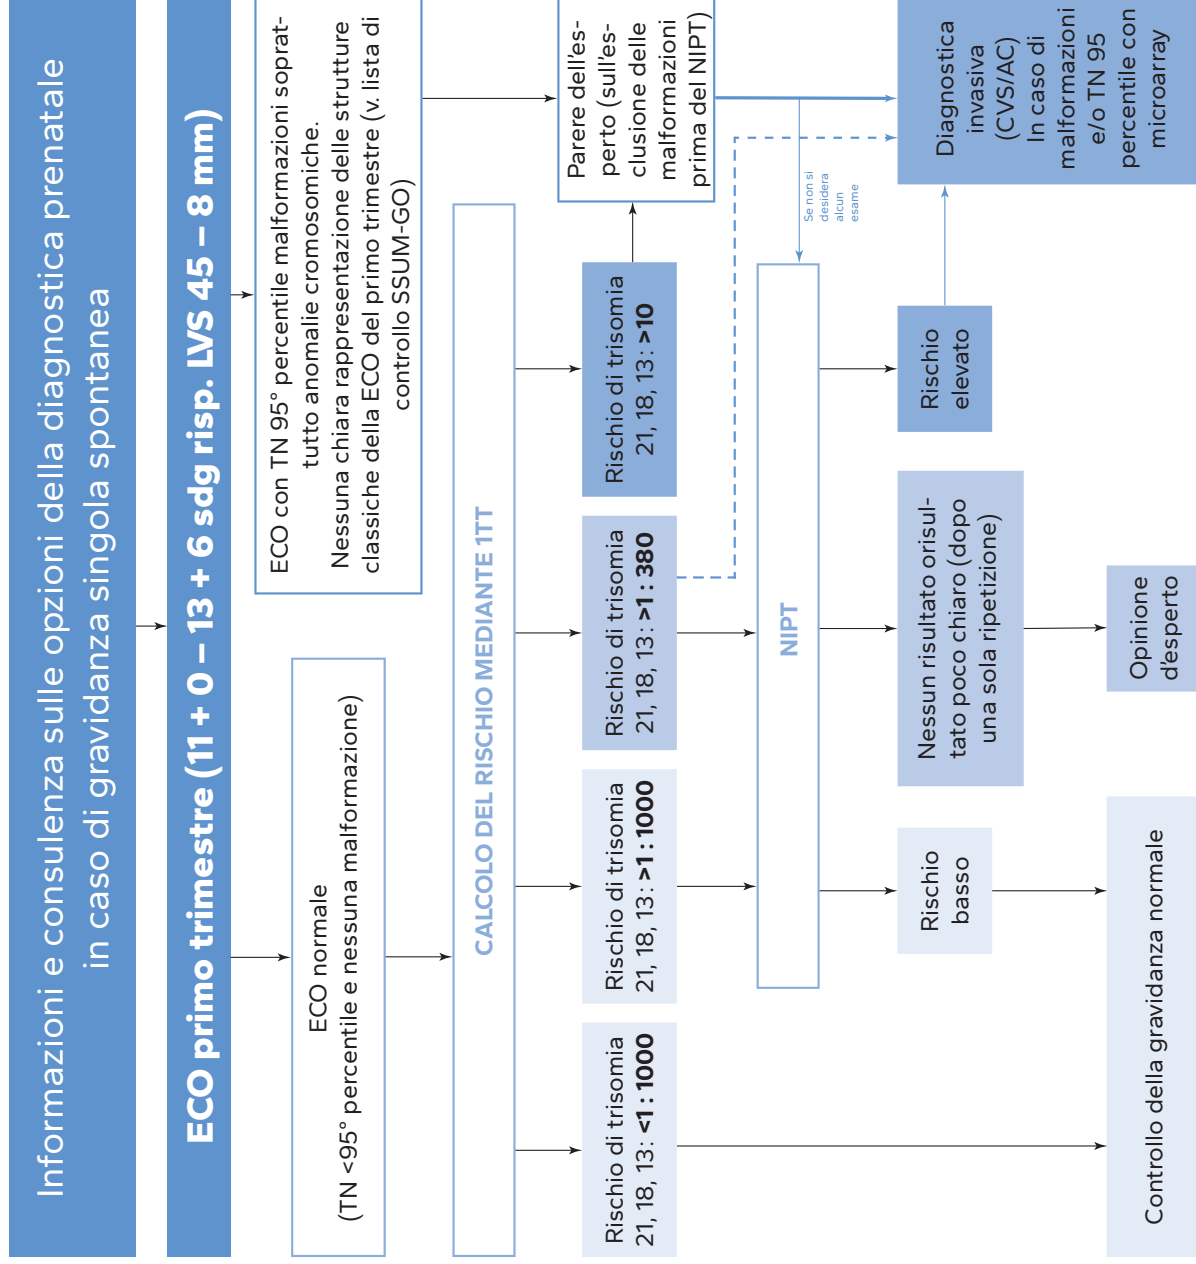 Informazioni e consulenza sulle opzioni della diagnostica prenatale
in caso di gravidanza singola spontanea
ECO primo trimestre (11 + 0 – 13 + 6 sdg risp. LVS 45 – 8 mm)
ECO normale
(TN <95° percentile e nessuna malformazione)
ECO con TN 95° percentile malformazioni soprat-
tutto anomalie cromosomiche.
Nessuna chiara rappresentazione delle strutture
classiche della ECO del primo trimestre (v. lista di
controllo SSUM-GO)
CALCOLO DEL RISCHIO MEDIANTE 1TT
Rischio di trisomia
21, 18, 13: <1 : 1000
Rischio di trisomia
21, 18, 13: >1 : 1000
Rischio di trisomia
21, 18, 13: >1 : 380
Rischio di trisomia
21, 18, 13: >10
Parere dell'es-
perto (sull'es-
clusione delle
malformazioni
prima del NIPT)
NIPT
Se non si
desidera
alcun
esame
Rischio
basso
Nessun risultato orisul-
tato poco chiaro (dopo
una sola ripetizione)
Rischio
elevato
Diagnostica
invasiva
(CVS/AC)
In caso di
malformazioni
e/o TN 95
percentile con
microarray
Controllo della gravidanza normale
Opinione
d'esperto